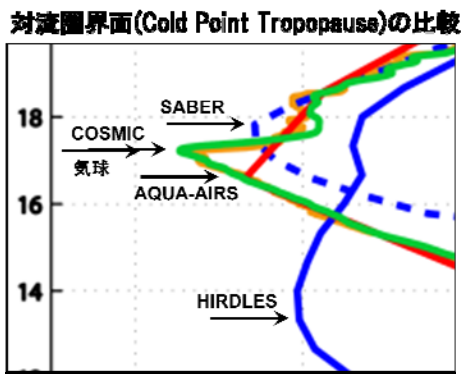 対流圏界面(Cold Point Tropopause)の比較
SABER
18
COSMIC
気球
AQUA-AIRS
16
14
HIRDLES